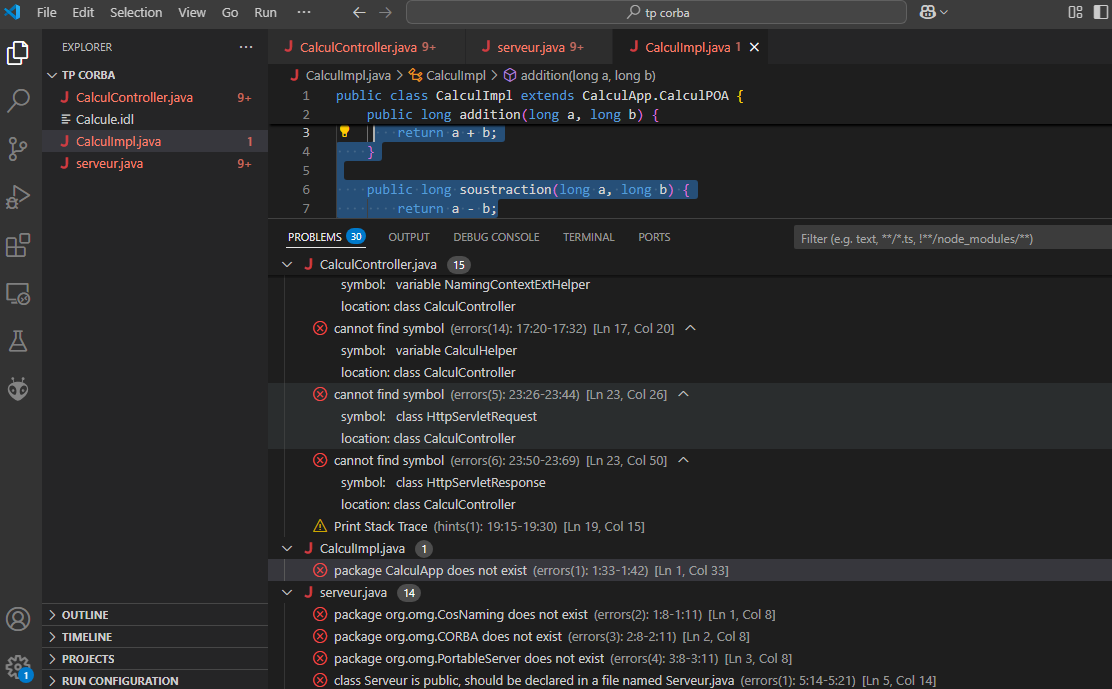 File Edit Selection View Go Run ··· ← → tp corba
EXPLORER ···
TP CORBA
J CalculController.java 9+
Calcule.idl
J CalculImpl.java 1
J serveur.java 9+
OUTLINE
TIMELINE
PROJECTS
RUN CONFIGURATION
1
J CalculController.java 9+ J serveur.java 9+ J CalculImpl.java 1 ×
J CalculImpl.java > CalculImpl > addition(long a, long b)
1 public class CalculImpl extends CalculApp.CalculPOA {
2 public long addition(long a, long b) {
3 return a + b;
4 }
5
6 public long soustraction(long a, long b) {
7 return a - b;
PROBLEMS 30 OUTPUT DEBUG CONSOLE TERMINAL PORTS Filter (e.g. text, **/*.ts, !**/node_modules/**)
J CalculController.java 15
symbol: variable NamingContextExtHelper
location: class CalculController
cannot find symbol (errors(14): 17:20-17:32) [Ln 17, Col 20]
symbol: variable CalculHelper
location: class CalculController
cannot find symbol (errors(5): 23:26-23:44) [Ln 23, Col 26]
symbol: class HttpServletRequest
location: class CalculController
cannot find symbol (errors(6): 23:50-23:69) [Ln 23, Col 50]
symbol: class HttpServletResponse
location: class CalculController
Print Stack Trace (hints(1): 19:15-19:30) [Ln 19, Col 15]
J CalculImpl.java 1
package CalculApp does not exist (errors(1): 1:33-1:42) [Ln 1, Col 33]
J serveur.java 14
package org.omg.CosNaming does not exist (errors(2): 1:8-1:11) [Ln 1, Col 8]
package org.omg.CORBA does not exist (errors(3): 2:8-2:11) [Ln 2, Col 8]
package org.omg.PortableServer does not exist (errors(4): 3:8-3:11) [Ln 3, Col 8]
class Serveur is public, should be declared in a file named Serveur.java (errors(1): 5:14-5:21) [Ln 5, Col 14]